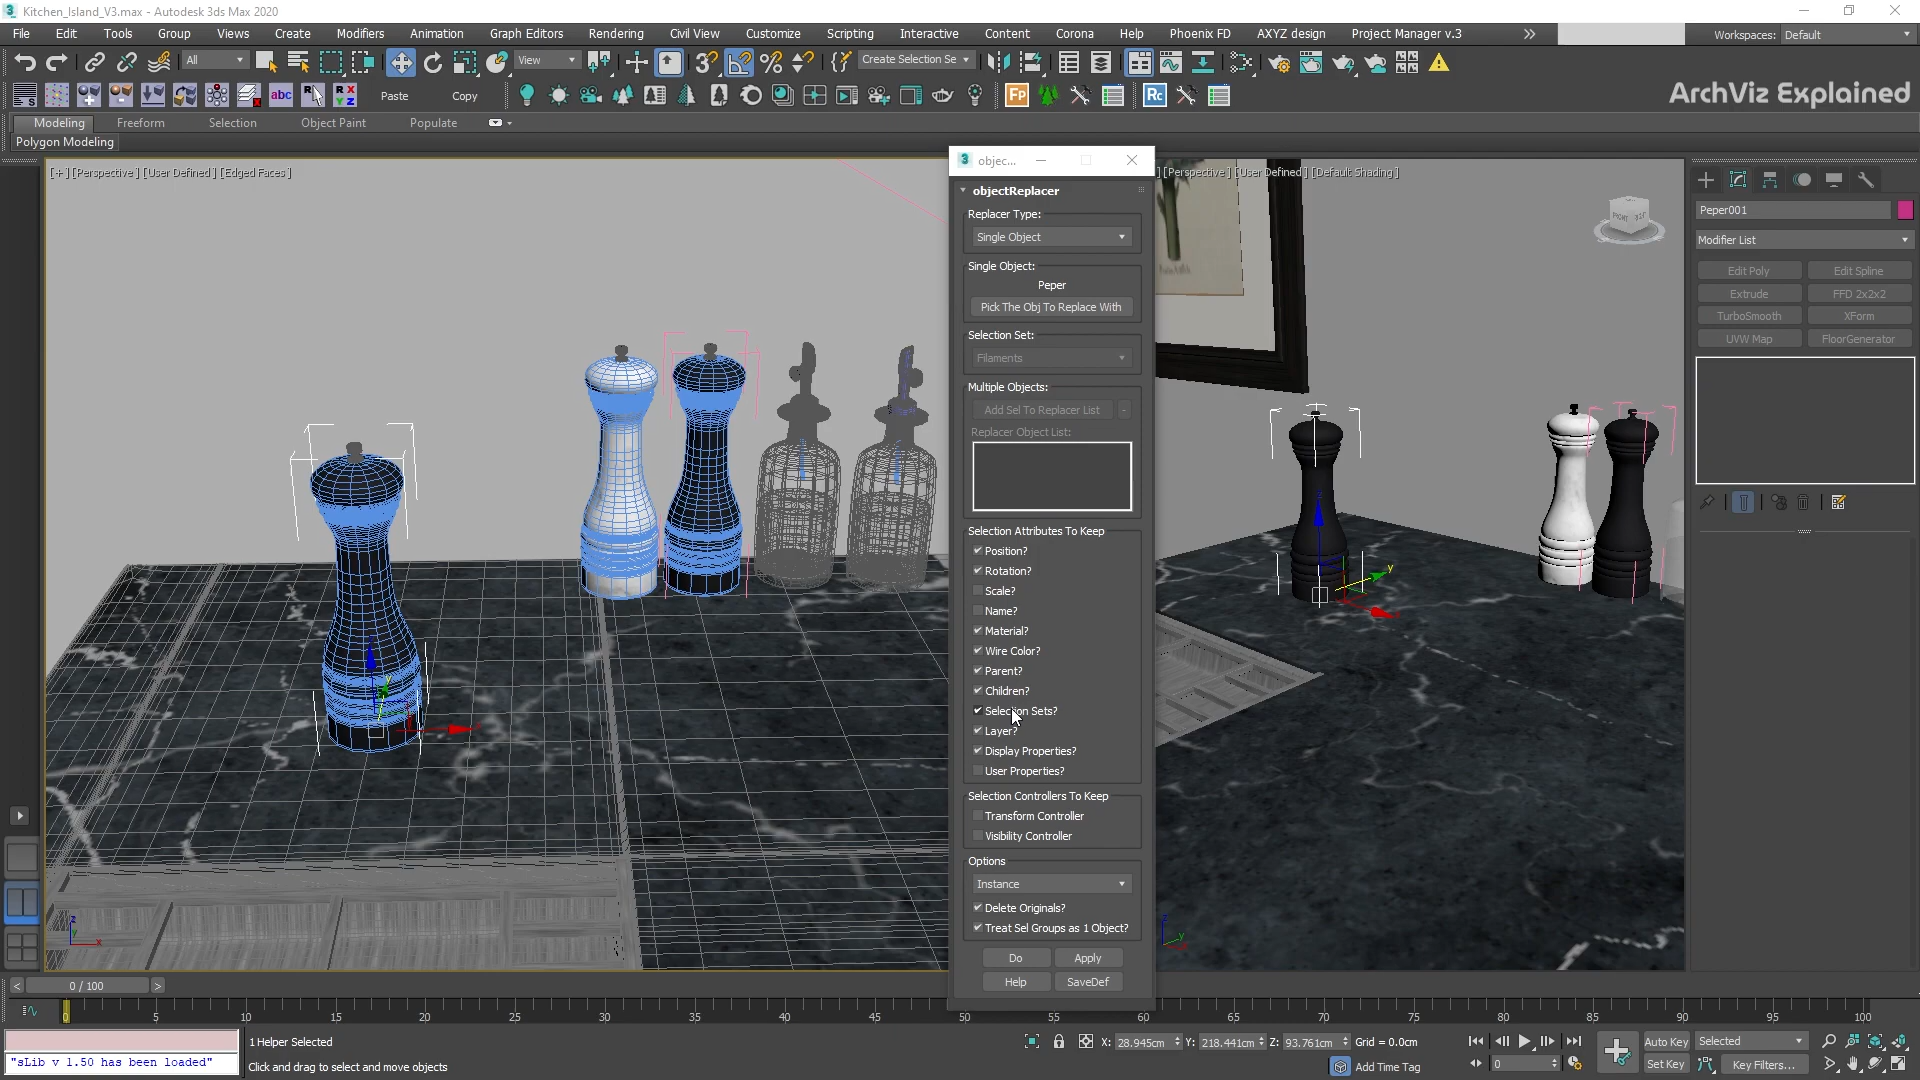 Kitchen_Island_V3.max - Autodesk 3ds Max 2020
File Edit Tools Group Views Create Modifiers Animation Graph Editors Rendering Civil View Customize Scripting Interactive Content Corona Help Phoenix FD AXYZ design Project Manager v.3 Workspaces: Default
All View Create Selection Se
abc Paste Copy Fp Rc
ArchViz Explained
Modeling Freeform Selection Object Paint Populate
Polygon Modeling
[+] [Perspective] [User Defined] [Edged Faces]
] [Perspective] [User Defined] [Default Shading]
objec...
objectReplacer
Replacer Type:
Single Object
Single Object:
Peper
Pick The Obj To Replace With
Selection Set:
Filaments
Multiple Objects:
Add Sel To Replacer List -
Replacer Object List:
Selection Attributes To Keep
Position?
Rotation?
Scale?
Name?
Material?
Wire Color?
Parent?
Children?
Selection Sets?
Layer?
Display Properties?
User Properties?
Selection Controllers To Keep
Transform Controller
Visibility Controller
Options
Instance
Delete Originals?
Treat Sel Groups as 1 Object?
Do Apply
Help SaveDef
Peper001
Modifier List
Edit Poly Edit Spline
Extrude FFD 2x2x2
TurboSmooth XForm
UVW Map FloorGenerator
0 / 100
0 5 10 15 20 25 30 35 40 45 50 55 60 65 70 75 80 85 90 95 100
1 Helper Selected
X: 28.945cm Y: 218.441cm Z: 93.761cm Grid = 0.0cm
Auto Key Selected
"sLib v 1.50 has been loaded"
Click and drag to select and move objects
Add Time Tag
0
Set Key Key Filters...